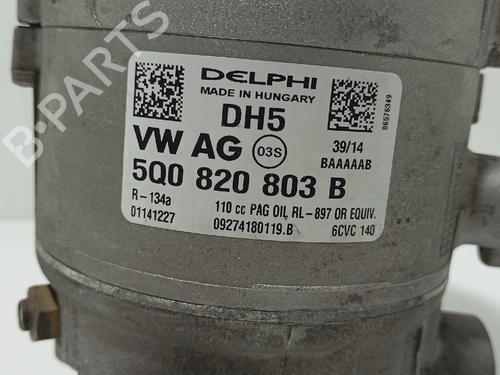 B-PARTS
DELPHI
MADE IN HUNGARY
DH5
VW AG 03S
39/14
BAAAAAB
5Q0 820 803 B
R-134a
110 cc PAG OIL RL-897 OR EQUIV.
01141227
09274180119.B
6CVC 140
06576349